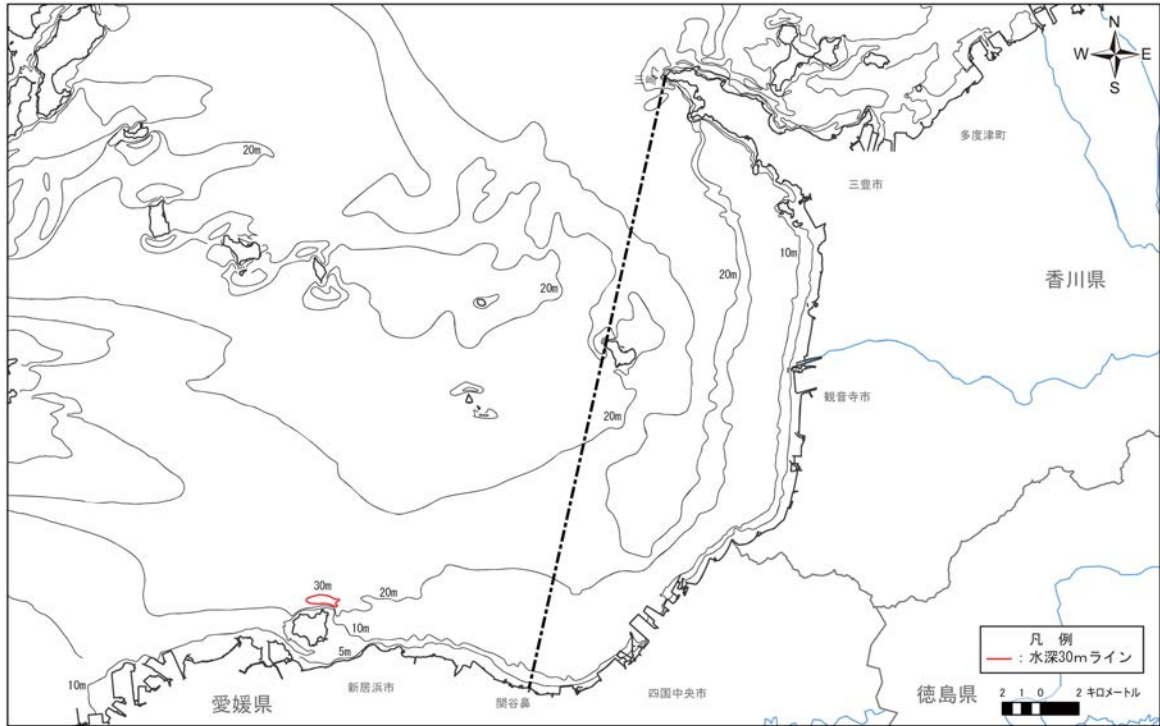 N
W E
S
三崎
多度津町
20m
三豊市
10m
20m
20m
香川県
観音寺市
20m
30m
20m
10m
5m
凡 例
:水深30mライン
10m
新居浜市
四国中央市
愛媛県
関谷鼻
徳島県
2 1 0 2 キロメートル